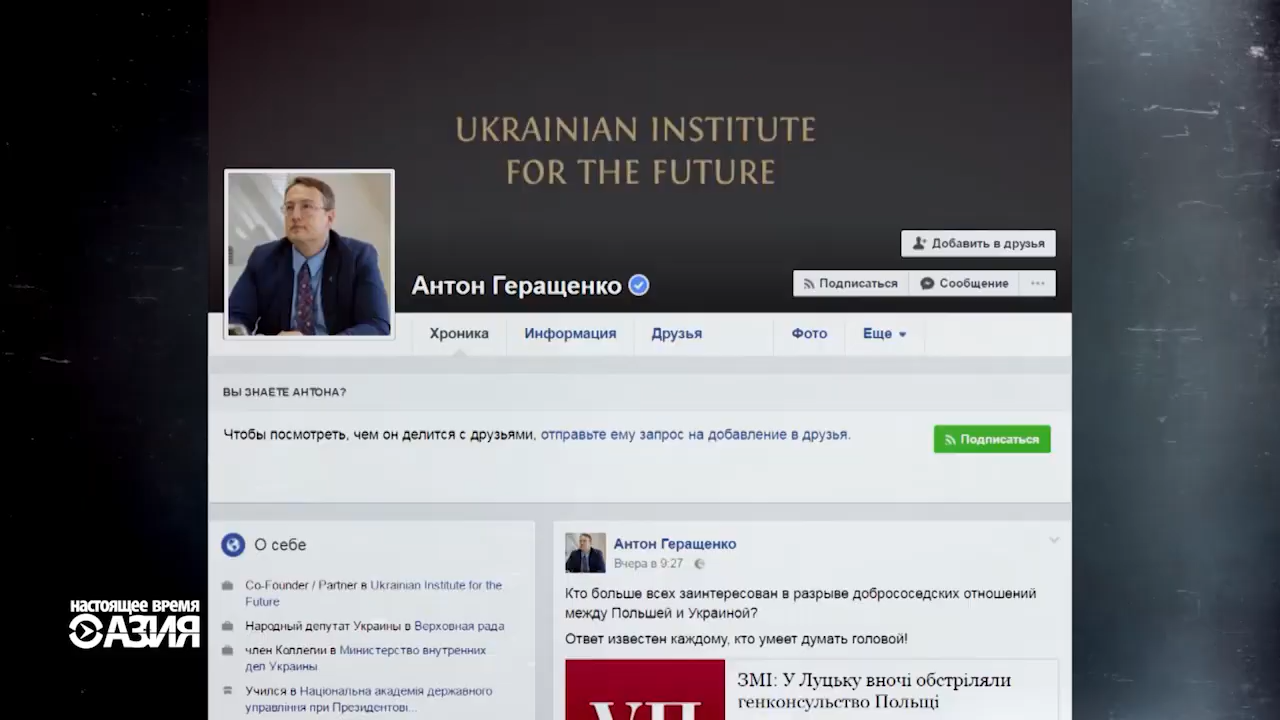 UKRAINIAN INSTITUTE
FOR THE FUTURE
Добавить в друзья
Антон Геращенко
Подписаться
Сообщение
Хроника
Информация
Друзья
Фото
Еще
ВЫ ЗНАЕТЕ АНТОНА?
Чтобы посмотреть, чем он делится с друзьями, отправьте ему запрос на добавление в друзья.
Подписаться
О себе
Co-Founder / Partner в Ukrainian Institute for the
Future
Народный депутат Украины в Верховная рада
член Коллегии в Министерство внутренних
дел Украины
Учился в Національна академія державного
управління при Президентові...
Антон Геращенко
Вчера в 9:27
Кто больше всех заинтересован в разрыве добрососедских отношений
между Польшей и Украиной?
Ответ известен каждому, кто умеет думать головой!
УП
ЗМІ: У Луцьку вночі обстріляли
генконсульство Польщі
настоящее время
АЗИЯ